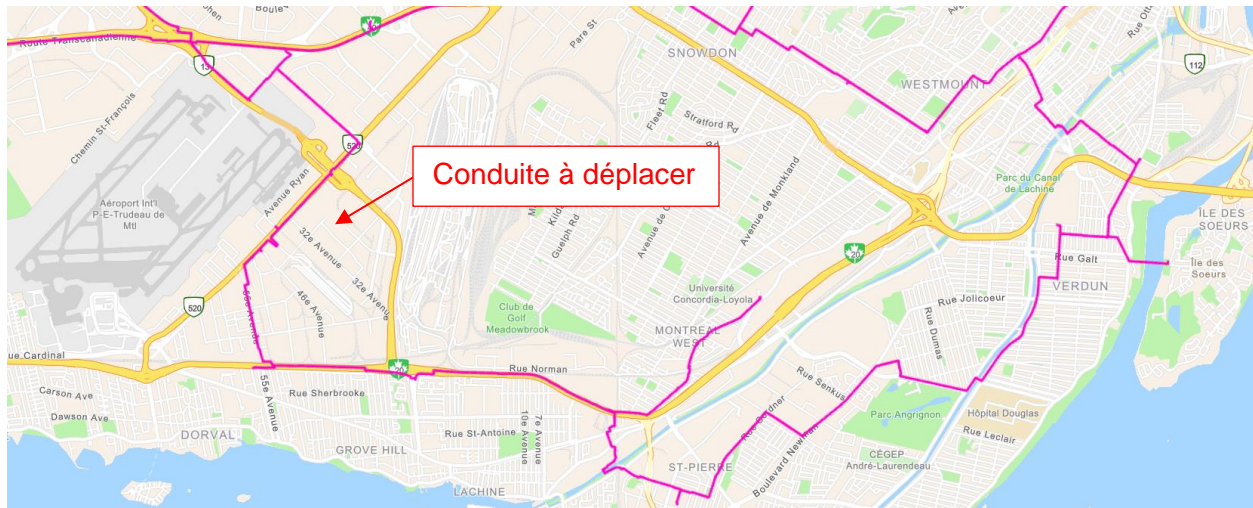 Boule
Pare St
Rue Ott
Route Transcanadienne
13
SNOWDON
112
WESTMOUNT
Chemin St-François
Fleet Rd
Stratford Rd
Rd
520
Conduite à déplacer
Avenue Ryan
Avenue de Monkland
Parc du Canal
de Lachine
Aéroport Int'l
P-E-Trudeau de
Mtl
Guelph Rd
ÎLE DES
SOEURS
32e Avenue
20
Rue Galt
Île des
Soeurs
VERDUN
46e Avenue
32e Avenue
Université
Concordia-Loyola
Rue Jolicoeur
520
55e Avenue
Club de
Golf
Meadowbrook
MONTREAL
WEST
Rue Dumas
ue Cardinal
20
Rue Norman
Rue Senkus
Carson Ave
55e Avenue
Rue Sherbrooke
Parc Angrignon
Hôpital Douglas
Dawson Ave
10e Avenue
7e Avenue
Rue Cordner
DORVAL
Rue St-Antoine
Rue Leclair
GROVE HILL
CÉGEP
André-Laurendeau
ST-PIERRE
Boulevard Newman
LACHINE